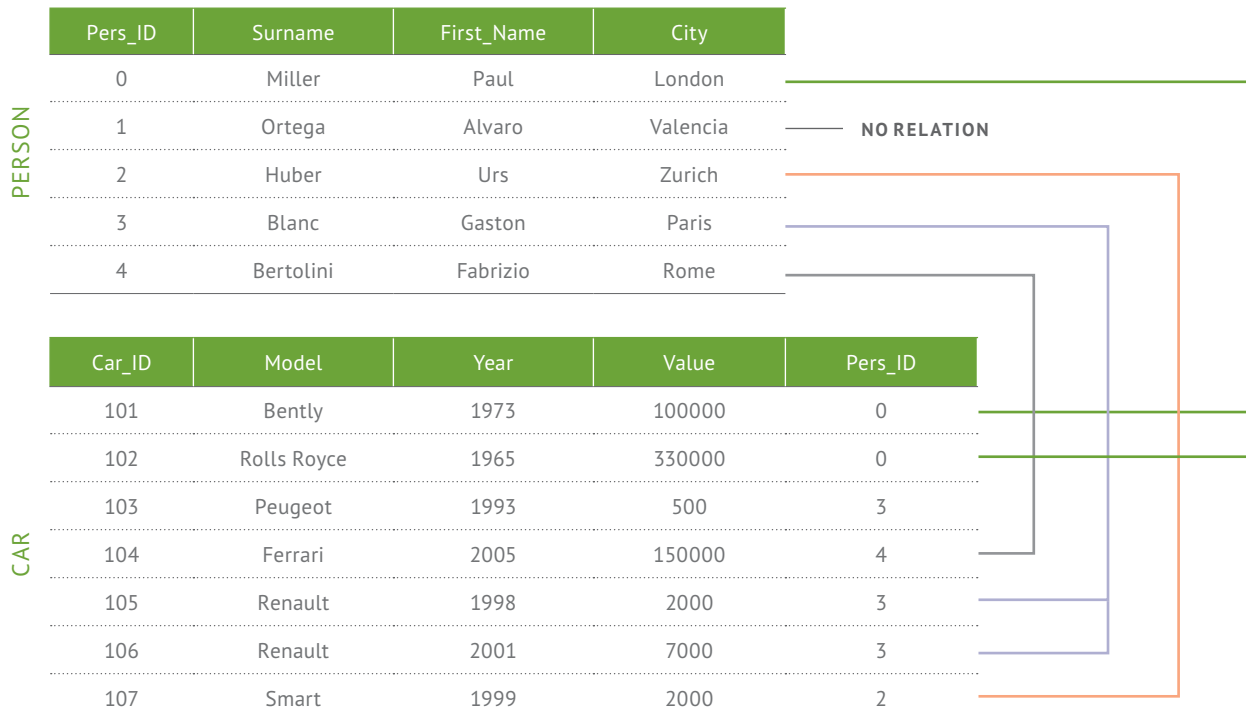 PERSON
Pers_ID Surname First_Name City
0 Miller Paul London
1 Ortega Alvaro Valencia NO RELATION
2 Huber Urs Zurich
3 Blanc Gaston Paris
4 Bertolini Fabrizio Rome
CAR
Car_ID Model Year Value Pers_ID
101 Bently 1973 100000 0
102 Rolls Royce 1965 330000 0
103 Peugeot 1993 500 3
104 Ferrari 2005 150000 4
105 Renault 1998 2000 3
106 Renault 2001 7000 3
107 Smart 1999 2000 2